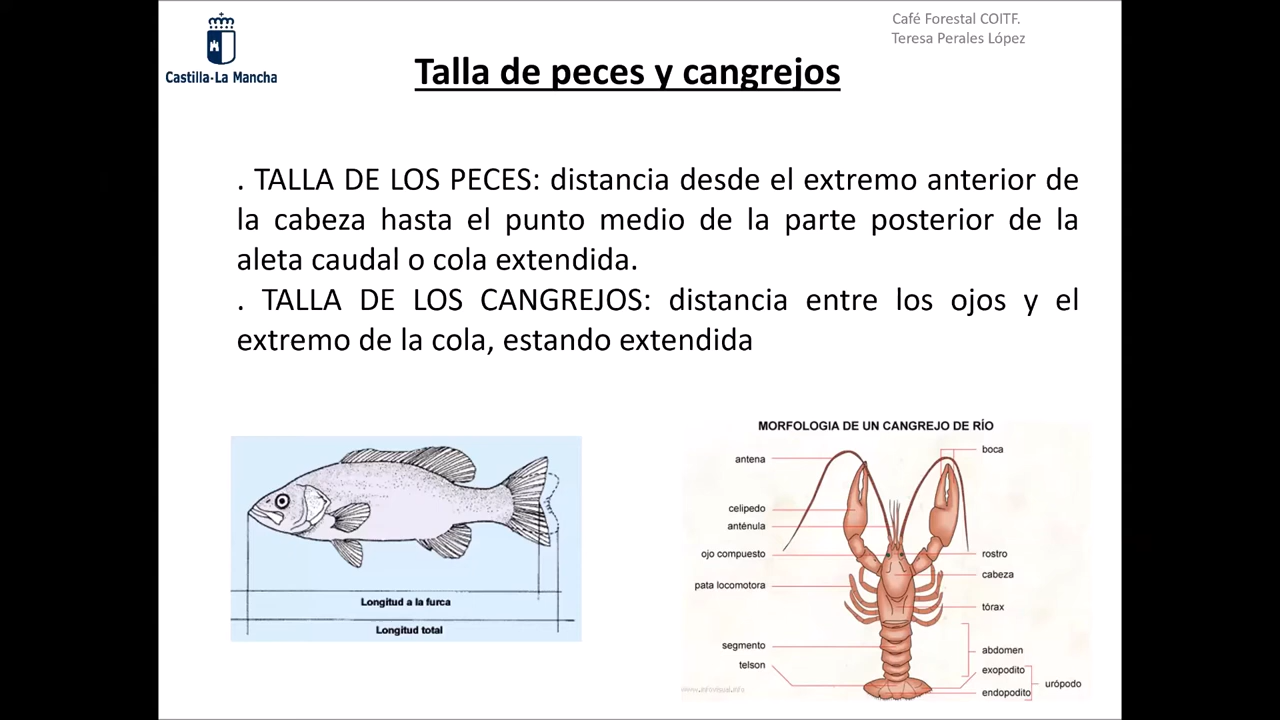 Café Forestal COITF.
Teresa Perales López
Castilla-La Mancha
Talla de peces y cangrejos
. TALLA DE LOS PECES: distancia desde el extremo anterior de
la cabeza hasta el punto medio de la parte posterior de la
aleta caudal o cola extendida.
. TALLA DE LOS CANGREJOS: distancia entre los ojos y el
extremo de la cola, estando extendida
Longitud a la furca
Longitud total
MORFOLOGIA DE UN CANGREJO DE RÍO
antena
boca
celipedo
anténula
ojo compuesto
rostro
cabeza
pata locomotora
tórax
segmento
abdomen
telson
exopodito
urópodo
endopodito